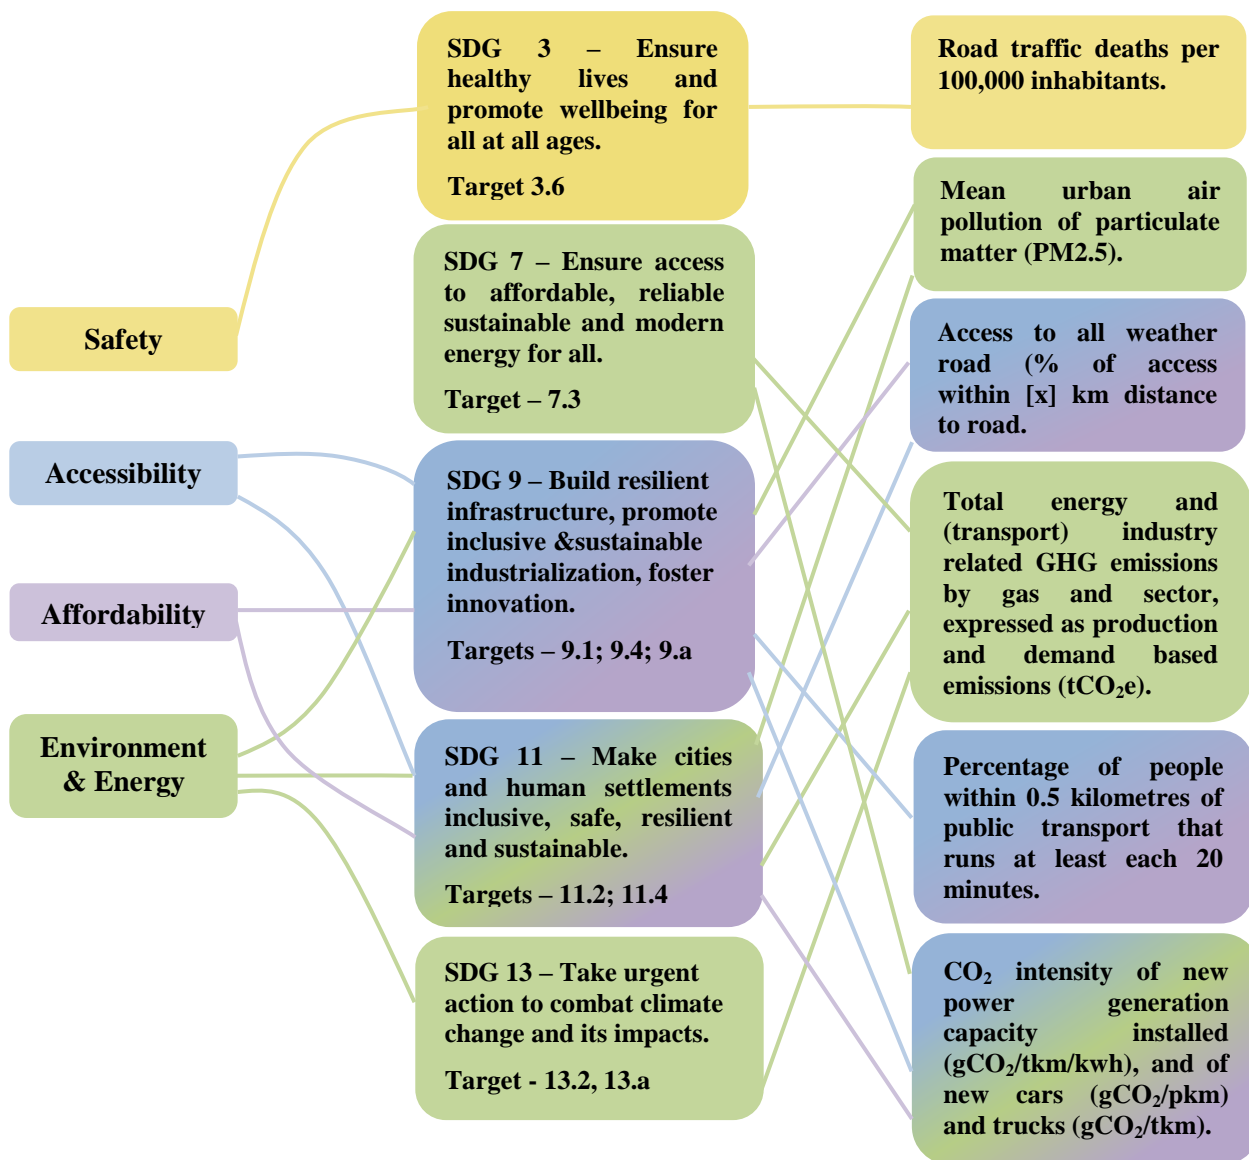 Safety
Accessibility
Affordability
Environment
& Energy
SDG 3 – Ensure
healthy lives and
promote wellbeing for
all at all ages.
Target 3.6
SDG 7 – Ensure access
to affordable, reliable
sustainable and modern
energy for all.
Target – 7.3
SDG 9 – Build resilient
infrastructure, promote
inclusive &sustainable
industrialization, foster
innovation.
Targets – 9.1; 9.4; 9.a
SDG 11 – Make cities
and human settlements
inclusive, safe, resilient
and sustainable.
Targets – 11.2; 11.4
SDG 13 – Take urgent
action to combat climate
change and its impacts.
Target - 13.2, 13.a
Road traffic deaths per
100,000 inhabitants.
Mean urban air
pollution of particulate
matter (PM2.5).
Access to all weather
road (% of access
within [x] km distance
to road.
Total energy and
(transport) industry
related GHG emissions
by gas and sector,
expressed as production
and demand based
emissions (tCO₂e).
Percentage of people
within 0.5 kilometres of
public transport that
runs at least each 20
minutes.
CO₂ intensity of new
power generation
capacity installed
(gCO₂/tkm/kwh), and of
new cars (gCO₂/pkm)
and trucks (gCO₂/tkm).